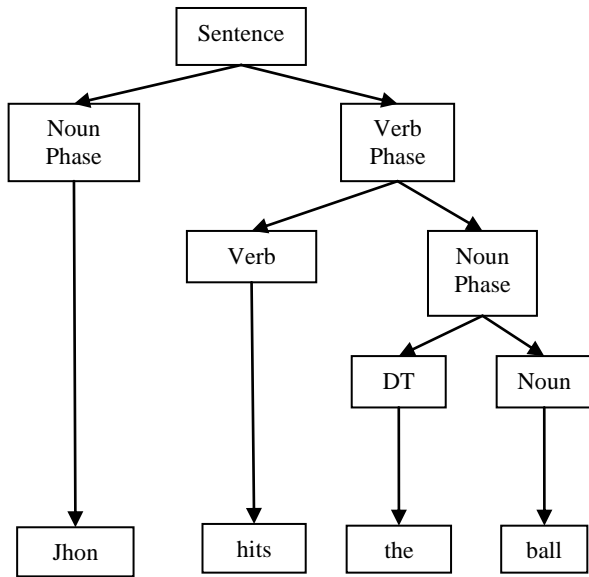 Sentence
Noun
Phase
Verb
Phase
Verb
Noun
Phase
DT
Noun
Jhon
hits
the
ball